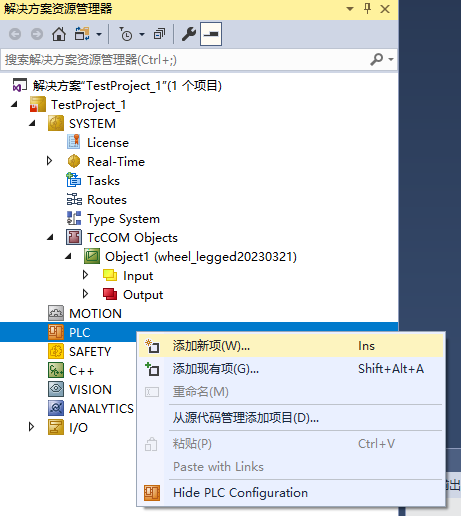 解决方案资源管理器
搜索解决方案资源管理器(Ctrl+;)
解决方案"TestProject_1"(1 个项目)
TestProject_1
SYSTEM
License
Real-Time
Tasks
Routes
Type System
TcCOM Objects
Object1 (wheel_legged20230321)
Input
Output
MOTION
PLC
SAFETY
C++
VISION
ANALYTICS
I/O
添加新项(W)... Ins
添加现有项(G)... Shift+Alt+A
重命名(M)
从源代码管理添加项目(D)...
粘贴(P) Ctrl+V
Paste with Links
Hide PLC Configuration
输出